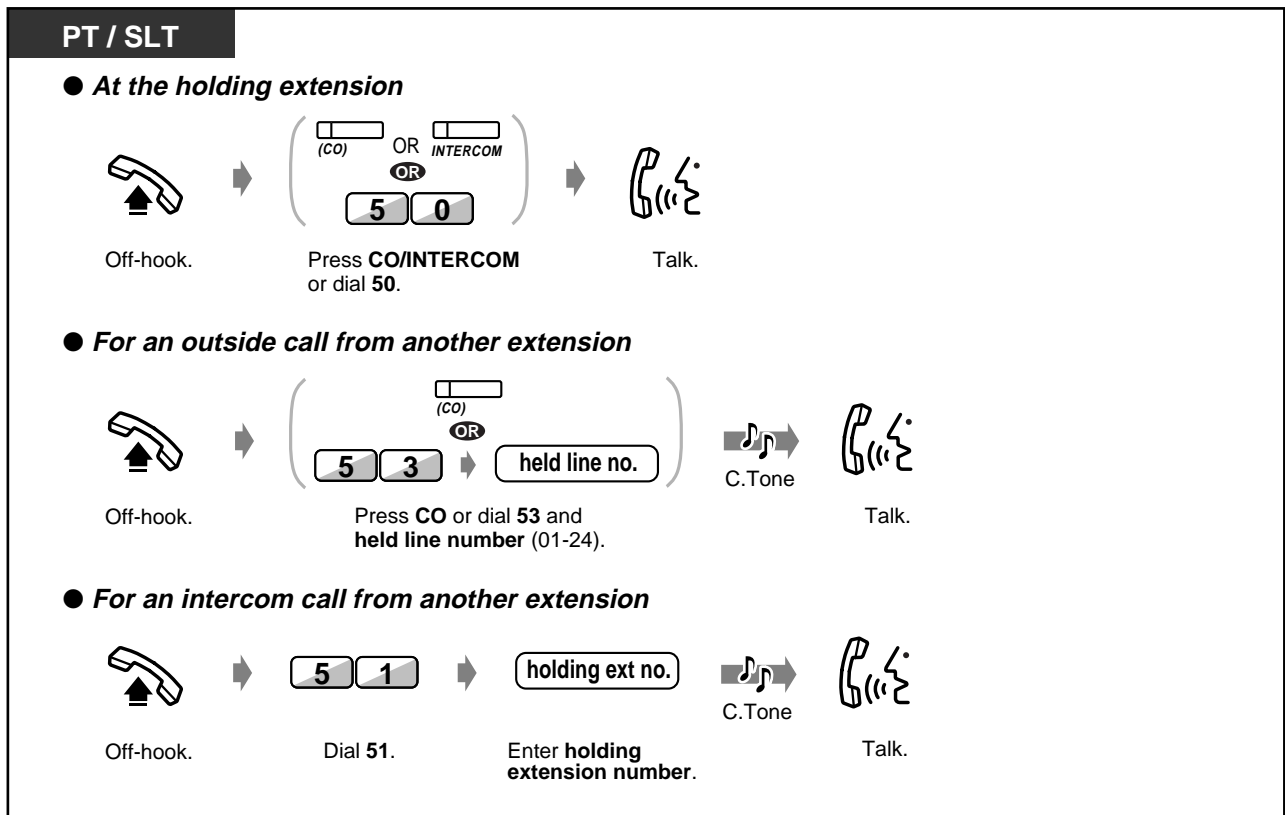 PT / SLT
● At the holding extension
(CO) OR INTERCOM
OR
5 0
Off-hook.
Press CO/INTERCOM
or dial 50.
Talk.
● For an outside call from another extension
(CO)
OR
5 3 held line no.
C.Tone
Off-hook.
Press CO or dial 53 and
held line number (01-24).
Talk.
● For an intercom call from another extension
5 1 holding ext no.
C.Tone
Off-hook.
Dial 51.
Enter holding
extension number.
Talk.